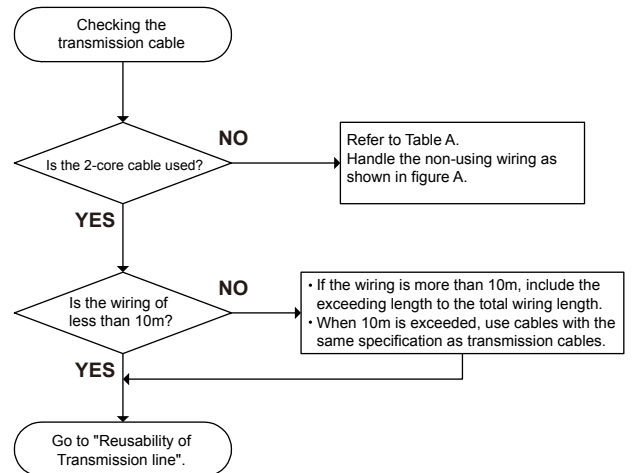 Checking the
transmission cable
Is the 2-core cable used?
NO
Refer to Table A.
Handle the non-using wiring as
shown in figure A.
YES
Is the wiring of
less than 10m?
NO
• If the wiring is more than 10m, include the
exceeding length to the total wiring length.
• When 10m is exceeded, use cables with the
same specification as transmission cables.
YES
Go to "Reusability of
Transmission line".